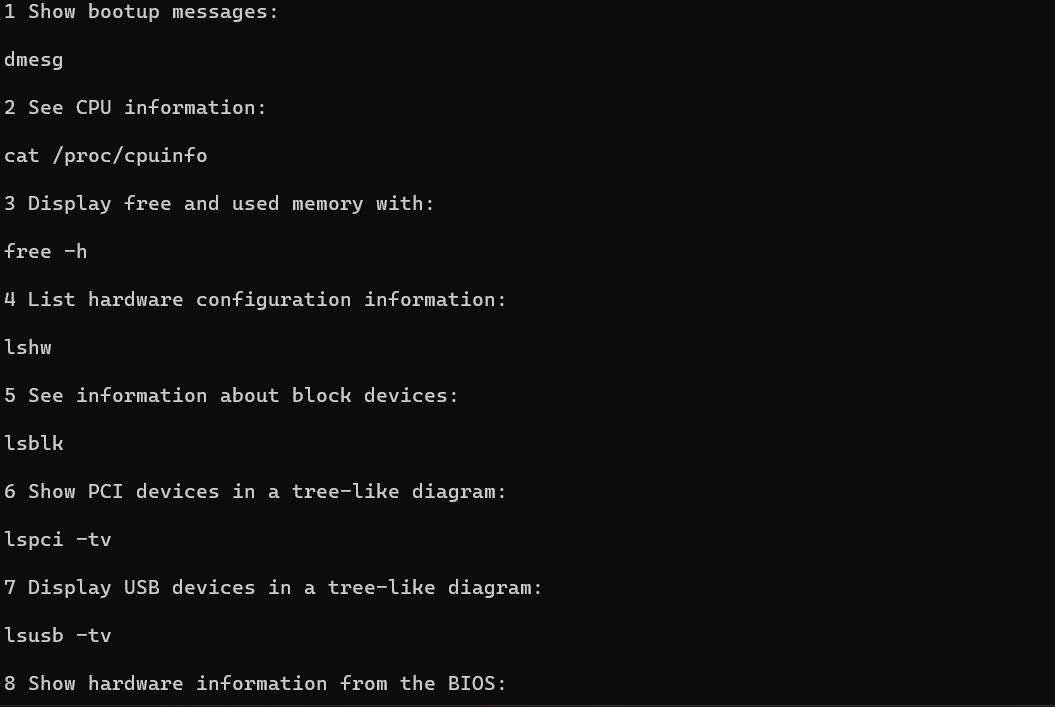 1 Show bootup messages:
dmesg
2 See CPU information:
cat /proc/cpuinfo
3 Display free and used memory with:
free -h
4 List hardware configuration information:
lshw
5 See information about block devices:
lsblk
6 Show PCI devices in a tree-like diagram:
lspci -tv
7 Display USB devices in a tree-like diagram:
lsusb -tv
8 Show hardware information from the BIOS: